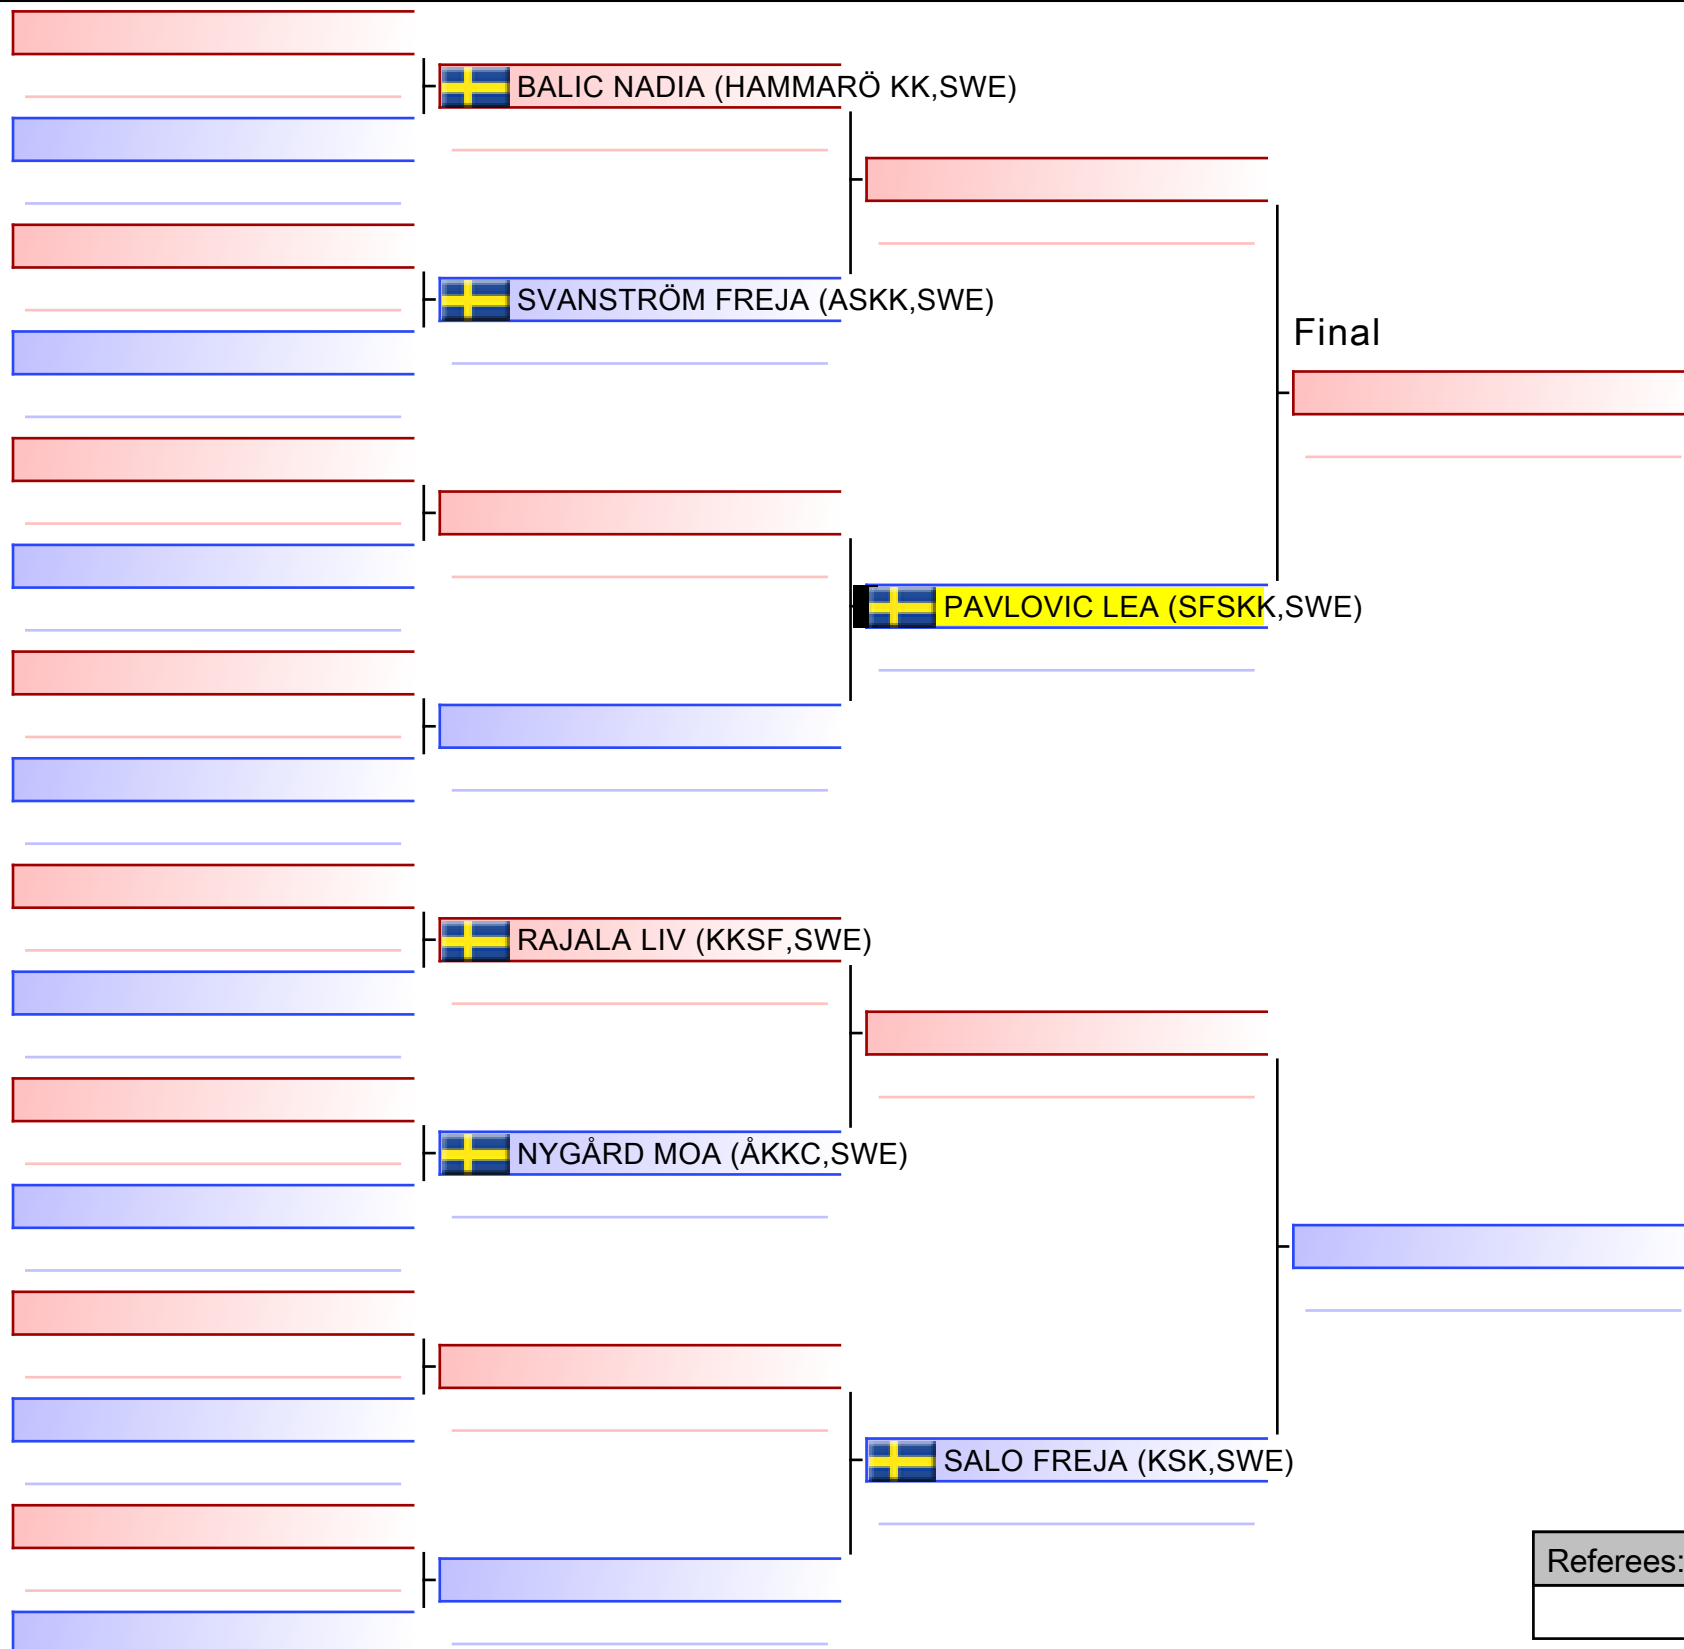 BALIC NADIA (HAMMARÖ KK,SWE)
SVANSTRÖM FREJA (ASKK,SWE)
Final
PAVLOVIC LEA (SFSKK,SWE)
RAJALA LIV (KKSF,SWE)
NYGÅRD MOA (ÅKKC,SWE)
SALO FREJA (KSK,SWE)
Referees: